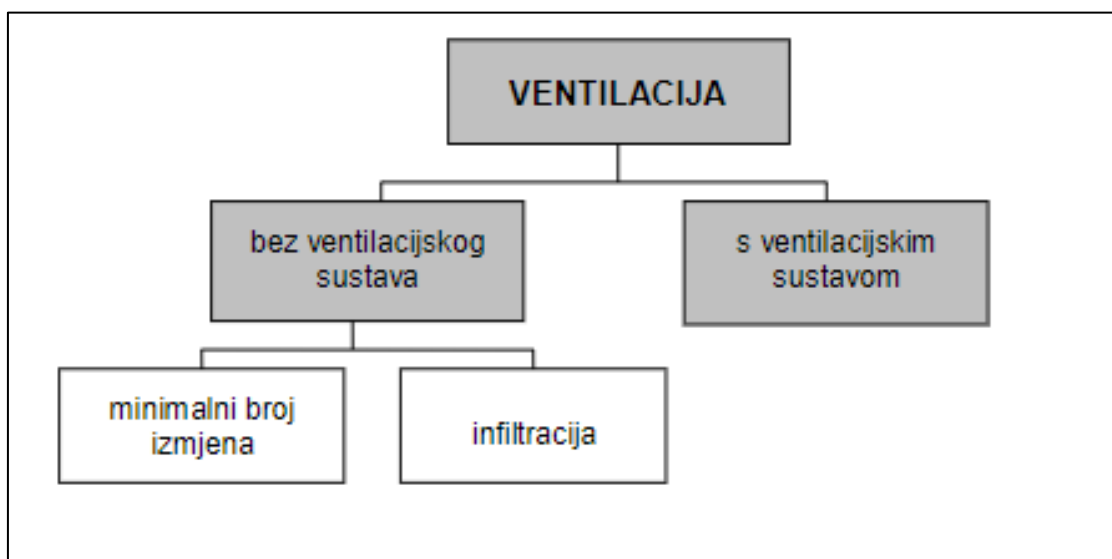 VENTILACIJA
bez ventilacijskog
sustava
s ventilacijskim
sustavom
minimalni broj
izmjena
infiltracija